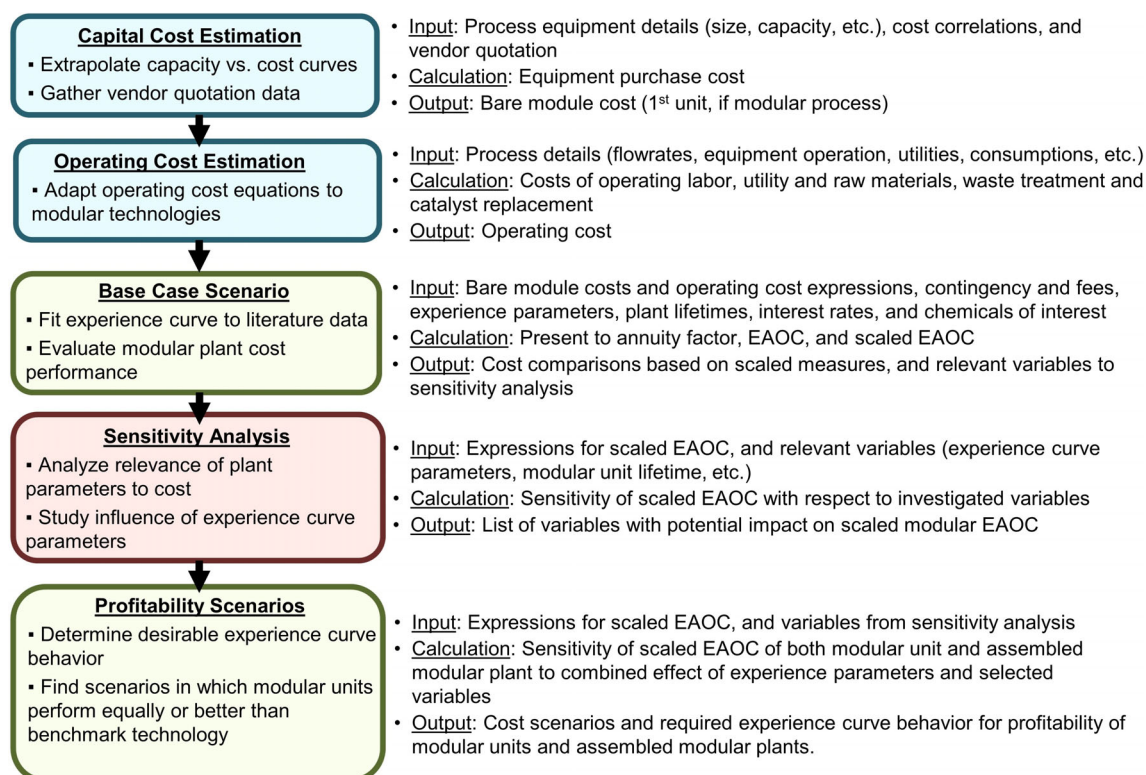 Capital Cost Estimation
▪ Extrapolate capacity vs. cost curves
▪ Gather vendor quotation data
• Input: Process equipment details (size, capacity, etc.), cost correlations, and
vendor quotation
• Calculation: Equipment purchase cost
• Output: Bare module cost (1st unit, if modular process)
Operating Cost Estimation
▪ Adapt operating cost equations to
modular technologies
• Input: Process details (flowrates, equipment operation, utilities, consumptions, etc.)
• Calculation: Costs of operating labor, utility and raw materials, waste treatment and
catalyst replacement
• Output: Operating cost
Base Case Scenario
▪ Fit experience curve to literature data
▪ Evaluate modular plant cost
performance
• Input: Bare module costs and operating cost expressions, contingency and fees,
experience parameters, plant lifetimes, interest rates, and chemicals of interest
• Calculation: Present to annuity factor, EAOC, and scaled EAOC
• Output: Cost comparisons based on scaled measures, and relevant variables to
sensitivity analysis
Sensitivity Analysis
▪ Analyze relevance of plant
parameters to cost
▪ Study influence of experience curve
parameters
• Input: Expressions for scaled EAOC, and relevant variables (experience curve
parameters, modular unit lifetime, etc.)
• Calculation: Sensitivity of scaled EAOC with respect to investigated variables
• Output: List of variables with potential impact on scaled modular EAOC
Profitability Scenarios
▪ Determine desirable experience curve
behavior
▪ Find scenarios in which modular units
perform equally or better than
benchmark technology
• Input: Expressions for scaled EAOC, and variables from sensitivity analysis
• Calculation: Sensitivity of scaled EAOC of both modular unit and assembled
modular plant to combined effect of experience parameters and selected
variables
• Output: Cost scenarios and required experience curve behavior for profitability of
modular units and assembled modular plants.